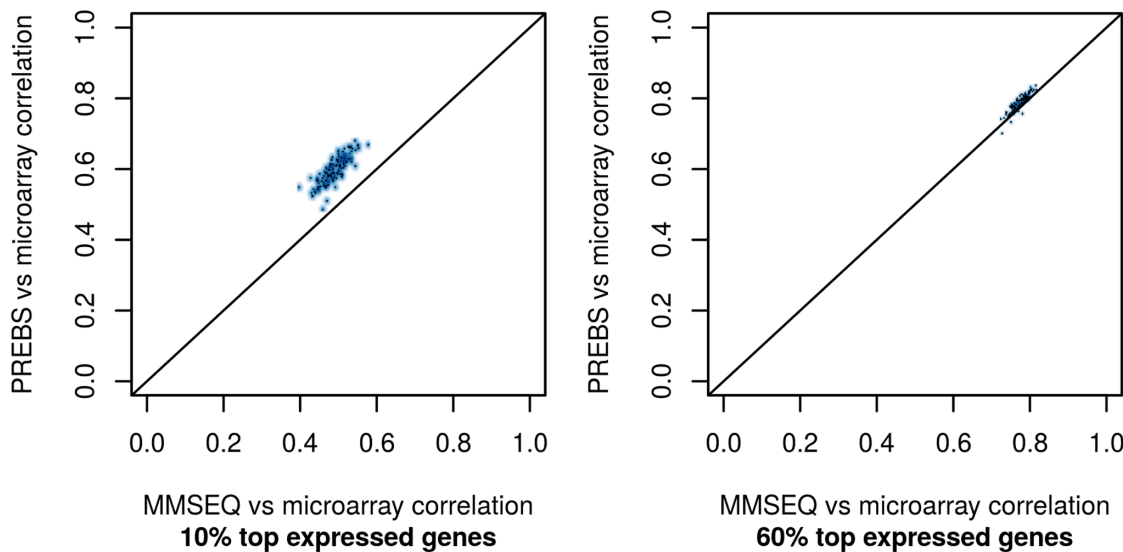 PREBS vs microarray correlation
1.0
0.8
0.6
0.4
0.2
0.0
0.0 0.2 0.4 0.6 0.8 1.0
MMSEQ vs microarray correlation
10% top expressed genes
PREBS vs microarray correlation
1.0
0.8
0.6
0.4
0.2
0.0
0.0 0.2 0.4 0.6 0.8 1.0
MMSEQ vs microarray correlation
60% top expressed genes